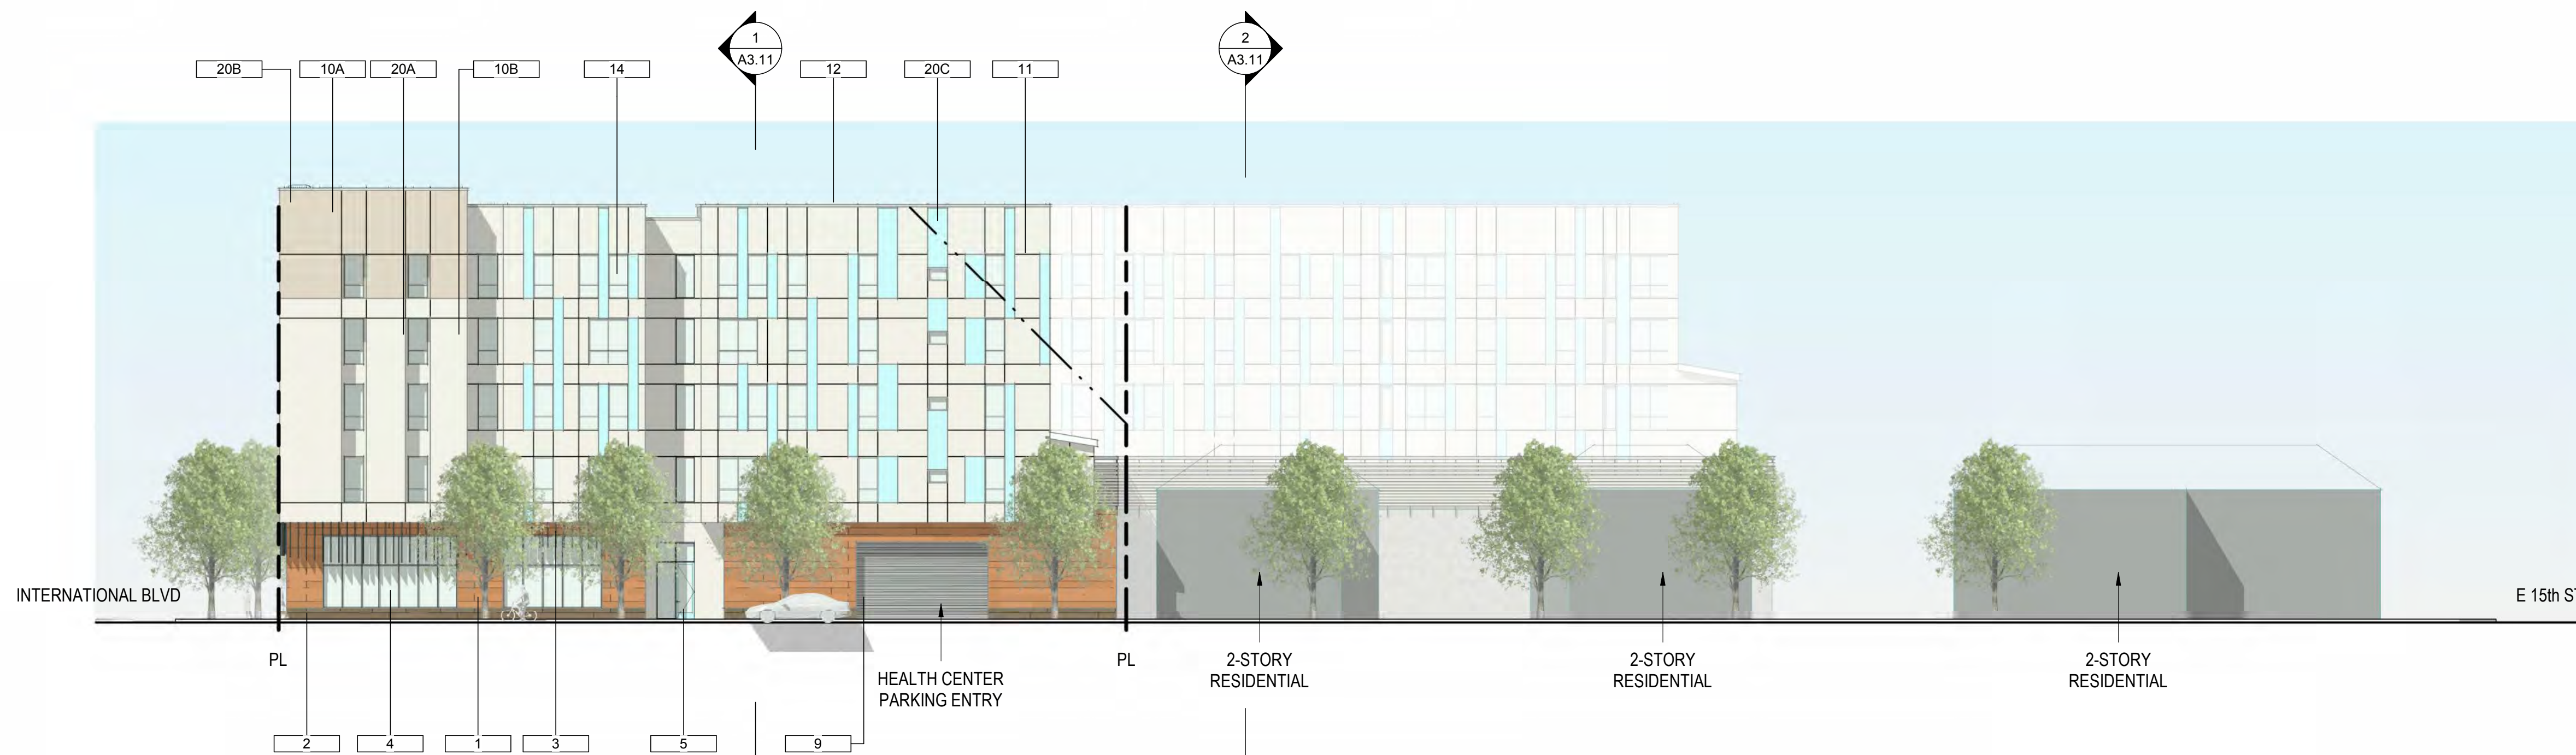 1
A3.11
2
A3.11
20B
10A
20A
10B
14
12
20C
11
INTERNATIONAL BLVD
E 15th
PL
PL
2-STORY
RESIDENTIAL
2-STORY
RESIDENTIAL
2-STORY
RESIDENTIAL
HEALTH CENTER
PARKING ENTRY
2
4
1
3
5
9